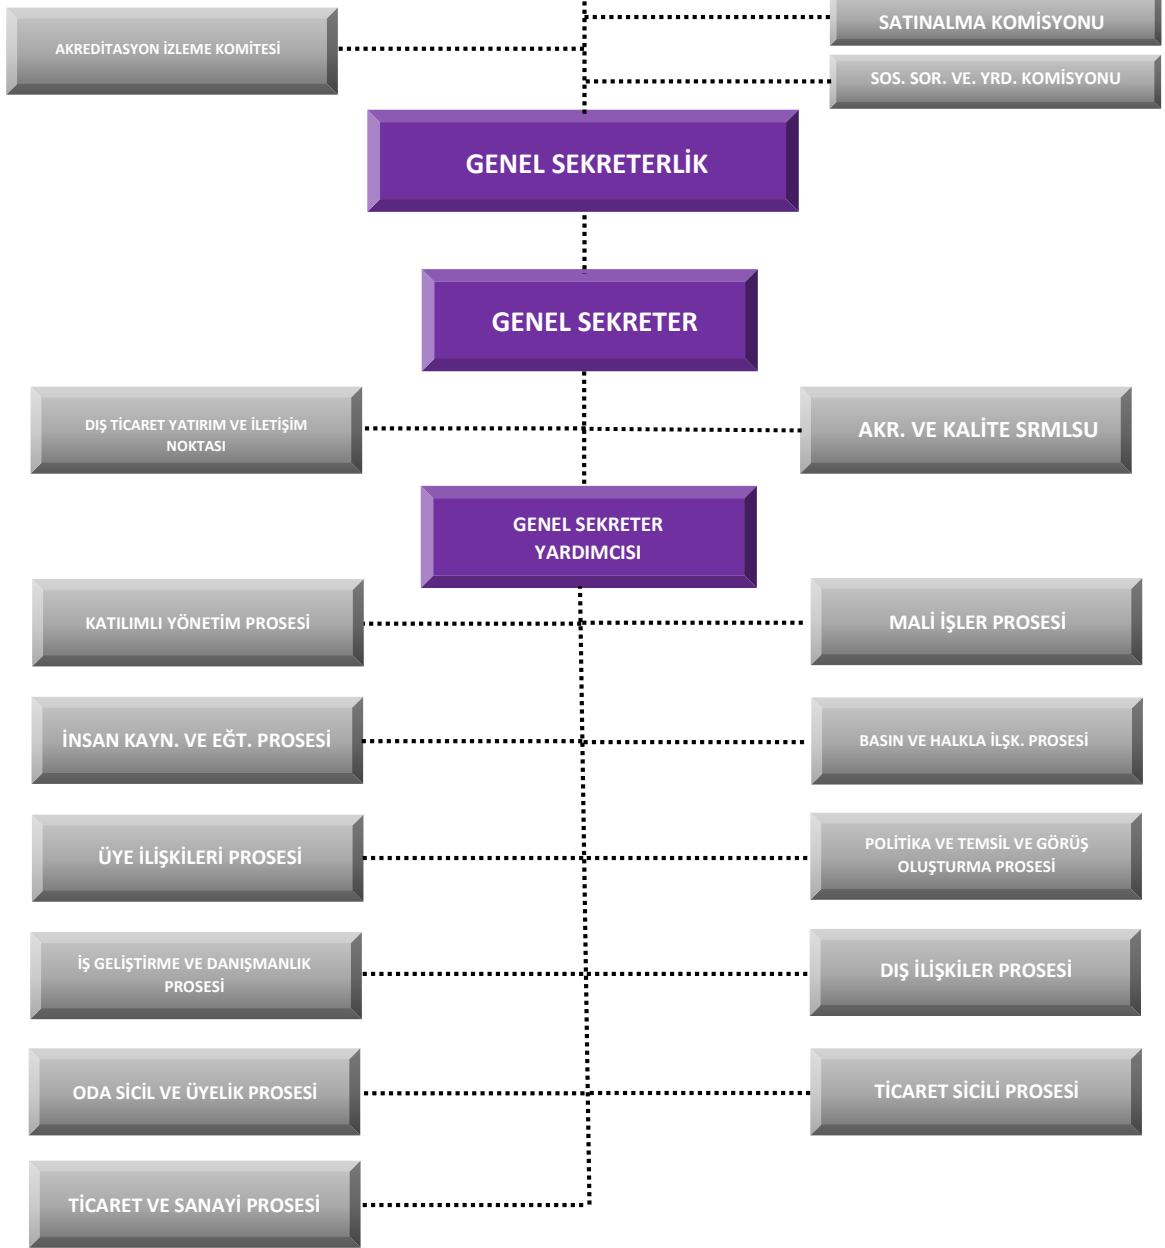 SATINALMA KOMİSYONU
AKREDİTASYON İZLEME KOMİTESİ
SOS. SOR. VE. YRD. KOMİSYONU
GENEL SEKRETERLİK
GENEL SEKRETER
DIŞ TİCARET YATIRIM VE İLETİŞİM
NOKTASI
AKR. VE KALİTE SRMLSU
GENEL SEKRETER
YARDIMCISI
KATILIMLI YÖNETİM PROSESİ
MALİ İŞLER PROSESİ
İNSAN KAYN. VE EĞT. PROSESİ
BASIN VE HALKLA İLŞK. PROSESİ
ÜYE İLİŞKİLERİ PROSESİ
POLİTİKA VE TEMSİL VE GÖRÜŞ
OLUŞTURMA PROSESİ
İŞ GELİŞTİRME VE DANIŞMANLIK
PROSESİ
DIŞ İLİŞKİLER PROSESİ
ODA SİCİL VE ÜYELİK PROSESİ
TİCARET SİCİLİ PROSESİ
TİCARET VE SANAYİ PROSESİ